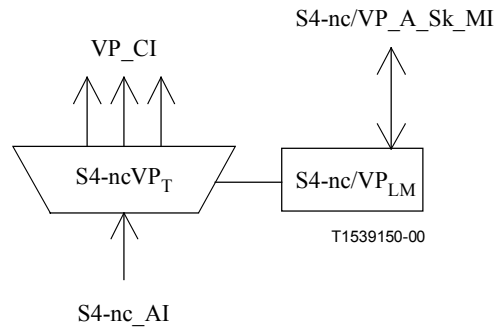 S4-nc/VP_A_Sk_MI
VP_CI
S4-ncVP_T
S4-nc/VP_LM
T1539150-00
S4-nc_AI